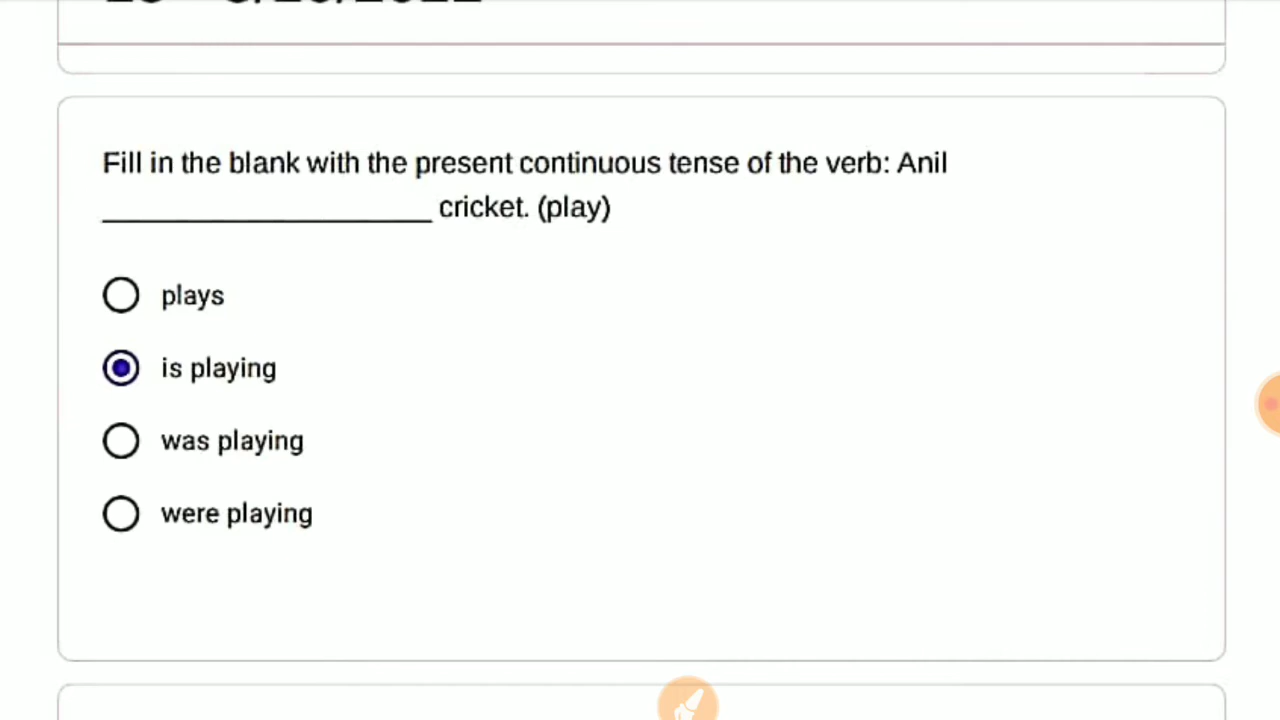 Fill in the blank with the present continuous tense of the verb: Anil
____________________ cricket. (play)
plays
is playing
was playing
were playing